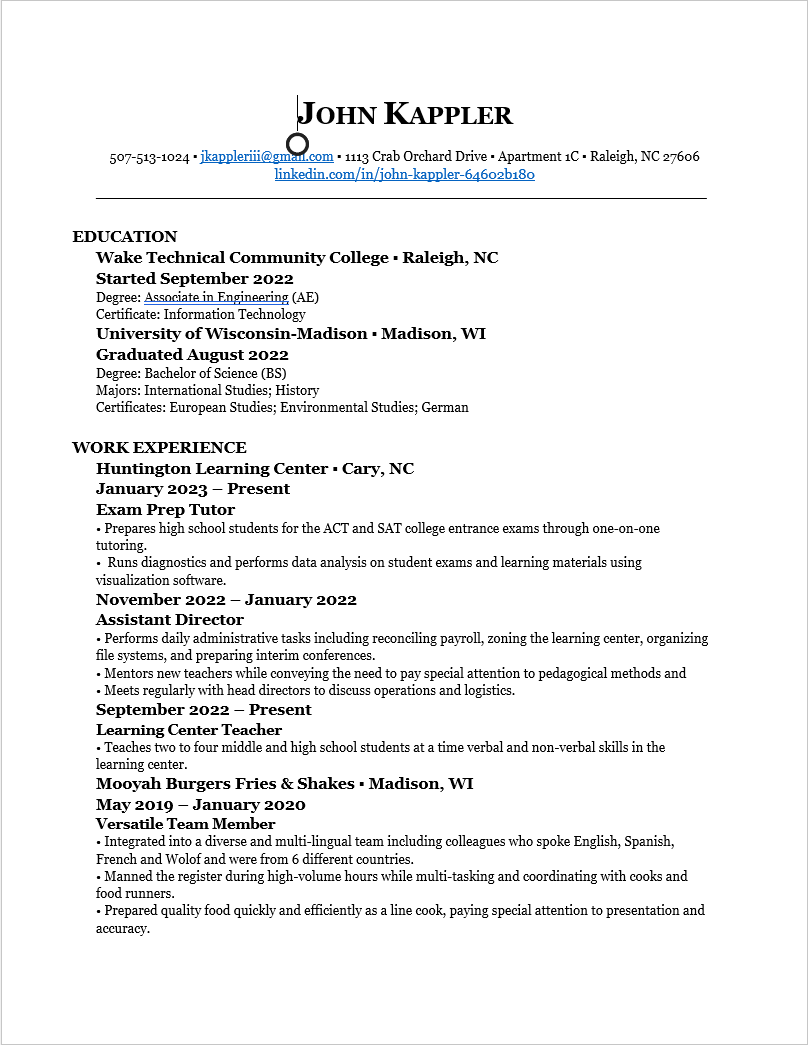 JOHN KAPPLER
507-513-1024 ▪ jkappleriii@gmail.com ▪ 1113 Crab Orchard Drive ▪ Apartment 1C ▪ Raleigh, NC 27606
linkedin.com/in/john-kappler-64602b180
EDUCATION
Wake Technical Community College ▪ Raleigh, NC
Started September 2022
Degree: Associate in Engineering (AE)
Certificate: Information Technology
University of Wisconsin-Madison ▪ Madison, WI
Graduated August 2022
Degree: Bachelor of Science (BS)
Majors: International Studies; History
Certificates: European Studies; Environmental Studies; German
WORK EXPERIENCE
Huntington Learning Center ▪ Cary, NC
January 2023 – Present
Exam Prep Tutor
• Prepares high school students for the ACT and SAT college entrance exams through one-on-one
tutoring.
• Runs diagnostics and performs data analysis on student exams and learning materials using
visualization software.
November 2022 – January 2022
Assistant Director
• Performs daily administrative tasks including reconciling payroll, zoning the learning center, organizing
file systems, and preparing interim conferences.
• Mentors new teachers while conveying the need to pay special attention to pedagogical methods and
• Meets regularly with head directors to discuss operations and logistics.
September 2022 – Present
Learning Center Teacher
• Teaches two to four middle and high school students at a time verbal and non-verbal skills in the
learning center.
Mooyah Burgers Fries & Shakes ▪ Madison, WI
May 2019 – January 2020
Versatile Team Member
• Integrated into a diverse and multi-lingual team including colleagues who spoke English, Spanish,
French and Wolof and were from 6 different countries.
• Manned the register during high-volume hours while multi-tasking and coordinating with cooks and
food runners.
• Prepared quality food quickly and efficiently as a line cook, paying special attention to presentation and
accuracy.